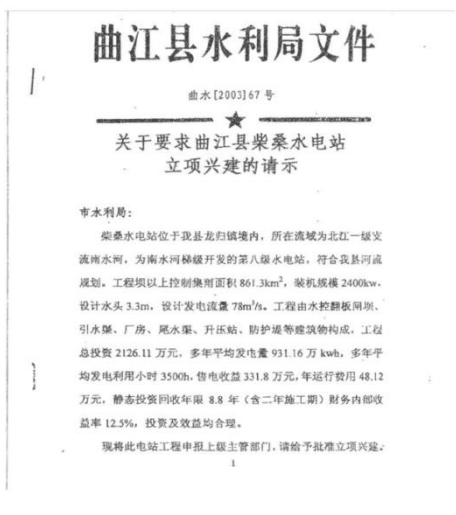 曲江县水利局文件
曲水[2003]67号
关于要求曲江县柴桑水电站
立项兴建的请示
市水利局:
柴桑水电站位于我县龙归镇境内，所在流域为北江一级支
流南水河，为南水河梯级开发的第八级水电站，符合我县河流
规划。工程坝以上控制集雨面积861.3km²，装机规模2400kw，
设计水头3.3m，设计发电流量78m³/s。工程由水控翻板闸坝、
引水渠、厂房、尾水渠、升压站、防护堤等建筑物构成，工程
总投资2126.11万元，多年平均发电量931.16万kwh，多年平
均发电利用小时3500h，售电收益331.8万元，年运行费用48.12
万元，静态投资回收年限8.8年（含二年施工期）财务内部收
益率12.5%，投资及效益均合理。
现将此电站工程申报上级主管部门，请给予批准立项兴建。
1